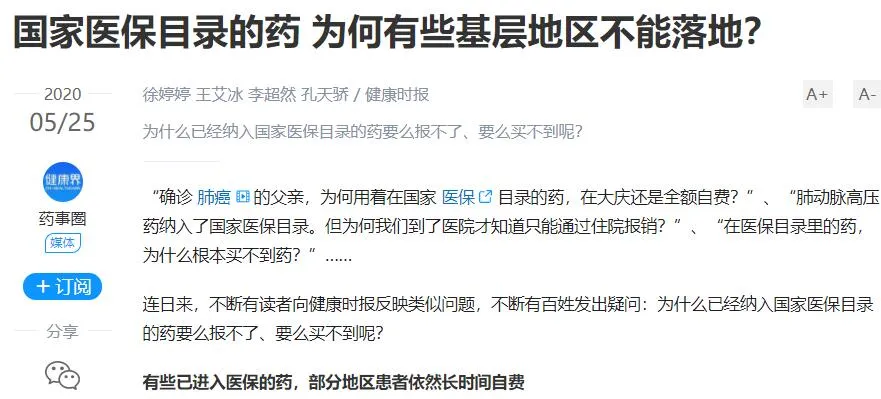 国家医保目录的药 为何有些基层地区不能落地？
2020
05/25
健康界
药事圈
媒体
+订阅
分享
徐婷婷 王艾冰 李超然 孔天骄 / 健康时报
A+ A-
为什么已经纳入国家医保目录的药要么报不了、要么买不到呢？
“确诊 肺癌 的父亲，为何用着在国家 医保 目录的药，在大庆还是全额自费？”、“肺动脉高压
药纳入了国家医保目录。但为何我们到了医院才知道只能通过住院报销？”、“在医保目录里的药，
为什么根本买不到药？”……
连日来，不断有读者向健康时报反映类似问题，不断有百姓发出疑问：为什么已经纳入国家医保目录
的药要么报不了、要么买不到呢？
有些已进入医保的药，部分地区患者依然长时间自费